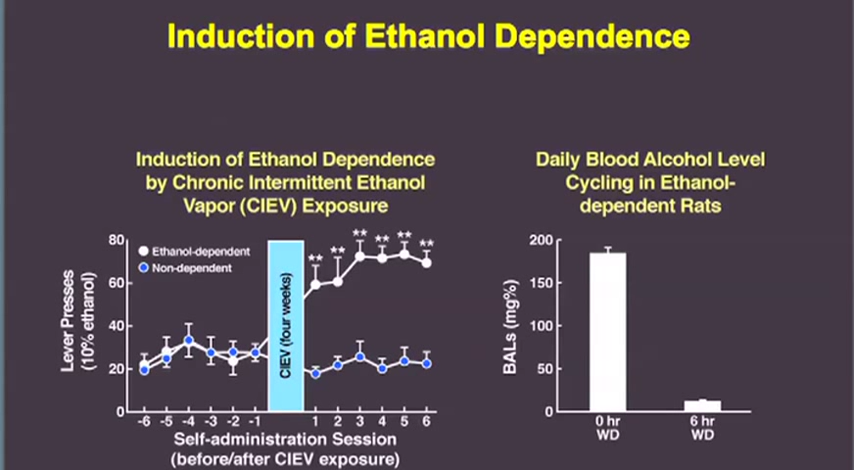 Induction of Ethanol Dependence
Induction of Ethanol Dependence
by Chronic Intermittent Ethanol
Vapor (CIEV) Exposure
80
60
40
20
0
Lever Presses
(10% ethanol)
Ethanol-dependent
Non-dependent
CIEV (four weeks)
** ** ** ** ** **
-6 -5 -4 -3 -2 -1 1 2 3 4 5 6
Self-administration Session
(before/after CIEV exposure)
Daily Blood Alcohol Level
Cycling in Ethanol-
dependent Rats
200
150
100
50
0
BALs (mg%)
0 hr
WD
6 hr
WD